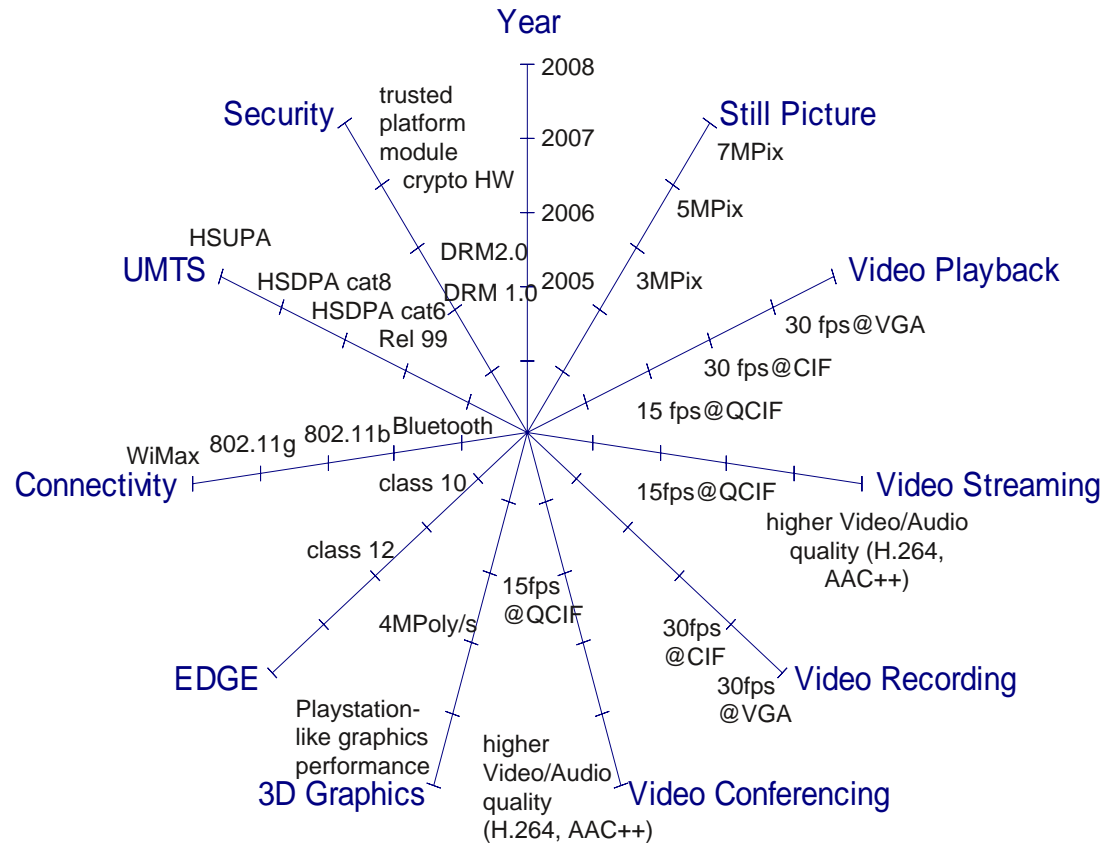 Year
2008
2007
2006
2005
Still Picture
7MPix
5MPix
3MPix
Video Playback
30 fps@VGA
30 fps@CIF
15 fps@QCIF
Video Streaming
15fps@QCIF
higher Video/Audio
quality (H.264,
AAC++)
Video Recording
30fps
@CIF
30fps
@VGA
Video Conferencing
15fps
@QCIF
higher
Video/Audio
quality
(H.264, AAC++)
3D Graphics
4MPoly/s
Playstation-
like graphics
performance
EDGE
class 10
class 12
Connectivity
WiMax
802.11g
802.11b
Bluetooth
UMTS
HSUPA
HSDPA cat8
HSDPA cat6
Rel 99
Security
trusted
platform
module
crypto HW
DRM2.0
DRM 1.0